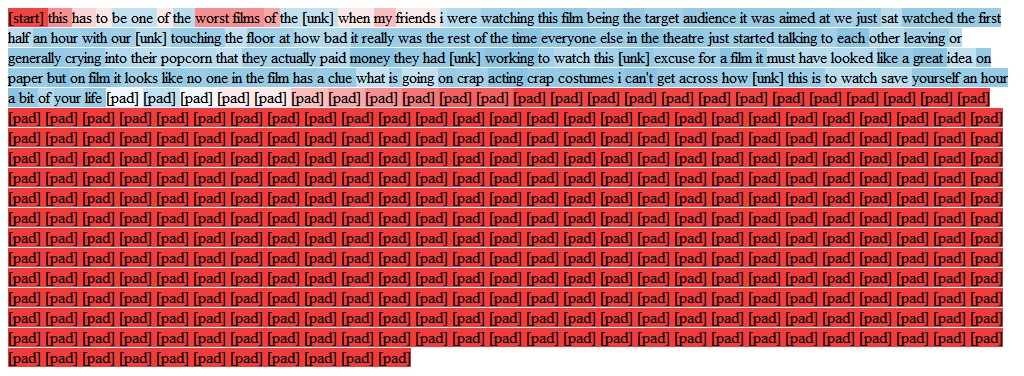 [start] this has to be one of the worst films of the [unk] when my friends i were watching this film being the target audience it was aimed at we just sat watched the first
half an hour with our [unk] touching the floor at how bad it really was the rest of the time everyone else in the theatre just started talking to each other leaving or
generally crying into their popcorn that they actually paid money they had [unk] working to watch this [unk] excuse for a film it must have looked like a great idea on
paper but on film it looks like no one in the film has a clue what is going on crap acting crap costumes i can't get across how [unk] this is to watch save yourself an hour
a bit of your life [pad] [pad] [pad] [pad] [pad] [pad] [pad] [pad] [pad] [pad] [pad] [pad] [pad] [pad] [pad] [pad] [pad] [pad] [pad] [pad] [pad] [pad] [pad] [pad]
[pad] [pad] [pad] [pad] [pad] [pad] [pad] [pad] [pad] [pad] [pad] [pad] [pad] [pad] [pad] [pad] [pad] [pad] [pad] [pad] [pad] [pad] [pad] [pad] [pad] [pad] [pad]
[pad] [pad] [pad] [pad] [pad] [pad] [pad] [pad] [pad] [pad] [pad] [pad] [pad] [pad] [pad] [pad] [pad] [pad] [pad] [pad] [pad] [pad] [pad] [pad] [pad] [pad] [pad]
[pad] [pad] [pad] [pad] [pad] [pad] [pad] [pad] [pad] [pad] [pad] [pad] [pad] [pad] [pad] [pad] [pad] [pad] [pad] [pad] [pad] [pad] [pad] [pad] [pad] [pad] [pad]
[pad] [pad] [pad] [pad] [pad] [pad] [pad] [pad] [pad] [pad] [pad] [pad] [pad] [pad] [pad] [pad] [pad] [pad] [pad] [pad] [pad] [pad] [pad] [pad] [pad] [pad] [pad]
[pad] [pad] [pad] [pad] [pad] [pad] [pad] [pad] [pad] [pad] [pad] [pad] [pad] [pad] [pad] [pad] [pad] [pad] [pad] [pad] [pad] [pad] [pad] [pad] [pad] [pad] [pad]
[pad] [pad] [pad] [pad] [pad] [pad] [pad] [pad] [pad] [pad] [pad] [pad] [pad] [pad] [pad] [pad] [pad] [pad] [pad] [pad] [pad] [pad] [pad] [pad] [pad] [pad] [pad]
[pad] [pad] [pad] [pad] [pad] [pad] [pad] [pad] [pad] [pad] [pad] [pad] [pad] [pad] [pad] [pad] [pad] [pad] [pad] [pad] [pad] [pad] [pad] [pad] [pad] [pad] [pad]
[pad] [pad] [pad] [pad] [pad] [pad] [pad] [pad] [pad] [pad] [pad] [pad] [pad] [pad] [pad] [pad] [pad] [pad] [pad] [pad] [pad] [pad] [pad] [pad] [pad] [pad] [pad]
[pad] [pad] [pad] [pad] [pad] [pad] [pad] [pad] [pad] [pad] [pad] [pad] [pad] [pad] [pad] [pad] [pad] [pad] [pad] [pad] [pad] [pad] [pad] [pad] [pad] [pad] [pad]
[pad] [pad] [pad] [pad] [pad] [pad] [pad] [pad] [pad] [pad] [pad] [pad] [pad] [pad] [pad] [pad] [pad] [pad] [pad] [pad] [pad] [pad] [pad] [pad] [pad] [pad] [pad]
[pad] [pad] [pad] [pad] [pad] [pad] [pad] [pad] [pad] [pad] [pad] [pad] [pad] [pad] [pad] [pad] [pad] [pad] [pad] [pad] [pad] [pad] [pad] [pad] [pad] [pad] [pad]
[pad] [pad] [pad] [pad] [pad] [pad] [pad] [pad] [pad] [pad] [pad] [pad] [pad] [pad] [pad] [pad] [pad] [pad] [pad] [pad] [pad] [pad] [pad] [pad] [pad] [pad] [pad]
[pad] [pad] [pad] [pad] [pad] [pad] [pad] [pad] [pad] [pad] [pad]